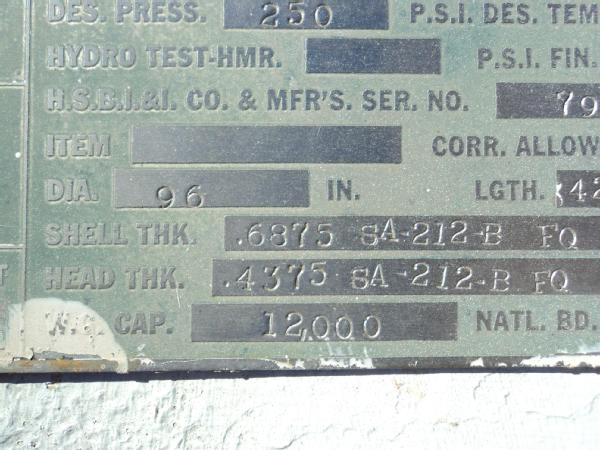 DES. PRESS. 250 P.S.I. DES. TEM
HYDRO TEST-HMR. P.S.I. FIN.
H.S.B.I.&I. CO. & MFR'S. SER. NO. 79
ITEM CORR. ALLOW
DIA. 96 IN. LGTH. 42
SHELL THK. .6875 SA-212-B FQ
HEAD THK. .4375 SA-212-B FQ
W.G. CAP. 12,000 NATL. BD.